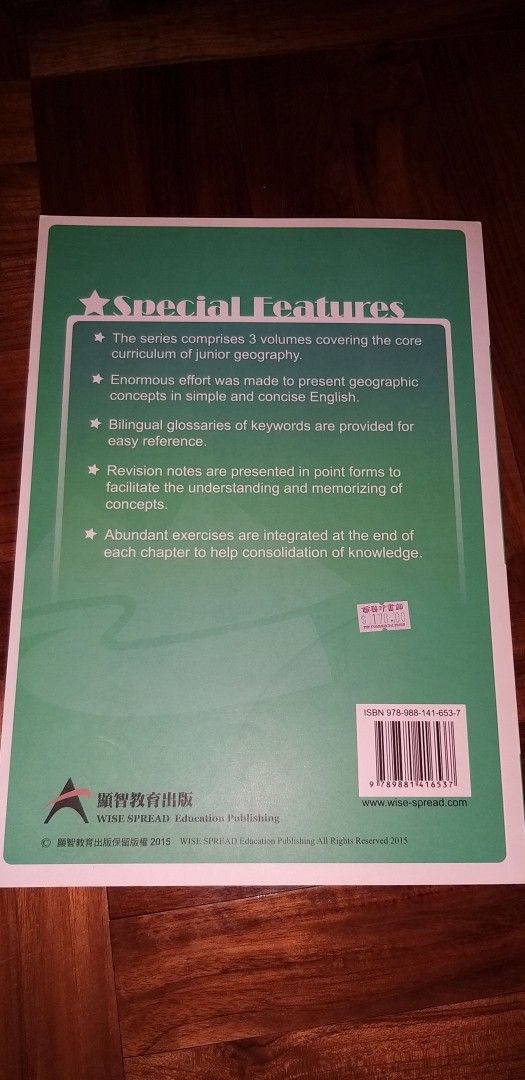 ★Special Features
★ The series comprises 3 volumes covering the core
curriculum of junior geography.
★ Enormous effort was made to present geographic
concepts in simple and concise English.
★ Bilingual glossaries of keywords are provided for
easy reference.
★ Revision notes are presented in point forms to
facilitate the understanding and memorizing of
concepts.
★ Abundant exercises are integrated at the end of
each chapter to help consolidation of knowledge.
$ 178.00
ISBN 978-988-141-653-7
9 789881 416537
www.wise-spread.com
顯智教育出版
WISE SPREAD Education Publishing
© 顯智教育出版保留版權 2015 WISE SPREAD Education Publishing All Rights Reserved 2015